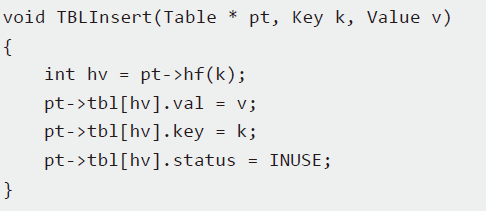 void TBLInsert(Table * pt, Key k, Value v)
{
    int hv = pt->hf(k);
    pt->tbl[hv].val = v;
    pt->tbl[hv].key = k;
    pt->tbl[hv].status = INUSE;
}